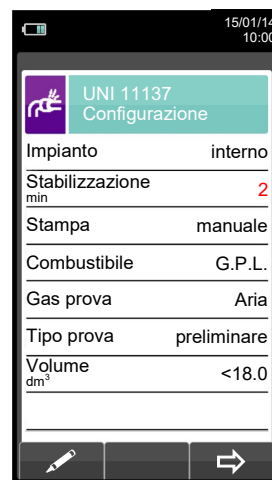 15/01/14
10:00
UNI 11137
Configurazione
Impianto interno
Stabilizzazione 2
min
Stampa manuale
Combustibile G.P.L.
Gas prova Aria
Tipo prova preliminare
Volume <18.0
dm³